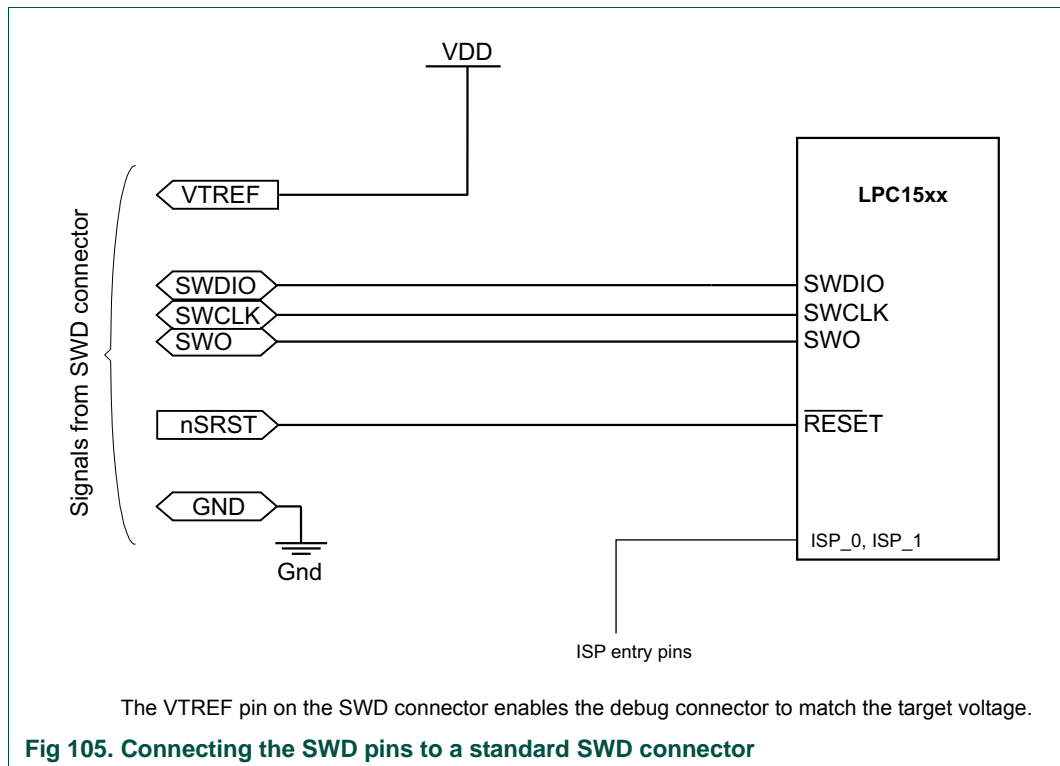 VDD
VTREF
LPC15xx
Signals from SWD connector
SWDIO
SWDIO
SWCLK
SWCLK
SWO
SWO
nSRST
RESET
GND
Gnd
ISP_0, ISP_1
ISP entry pins
The VTREF pin on the SWD connector enables the debug connector to match the target voltage.
Fig 105. Connecting the SWD pins to a standard SWD connector